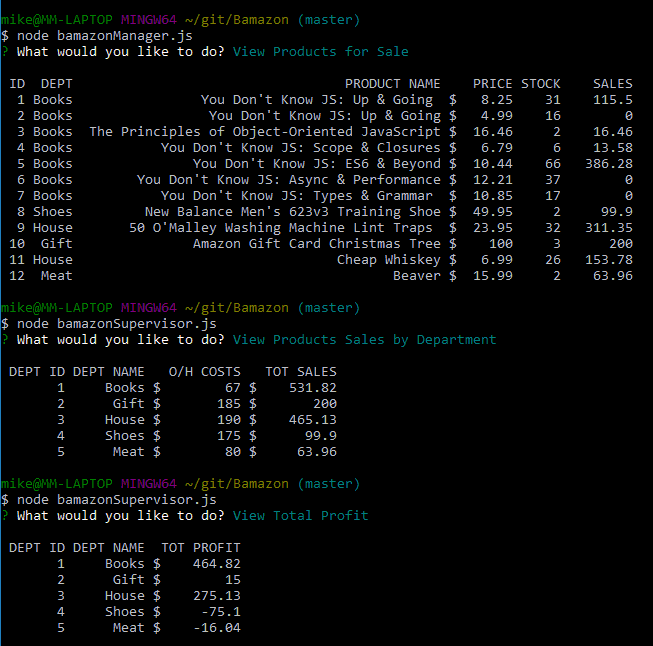 mike@MM-LAPTOP MINGW64 ~/git/Bamazon (master)
$ node bamazonManager.js
? What would you like to do? View Products for Sale
ID DEPT PRODUCT NAME PRICE STOCK SALES
1 Books You Don't Know JS: Up & Going $ 8.25 31 115.5
2 Books You Don't Know JS: Up & Going $ 4.99 16 0
3 Books The Principles of Object-Oriented JavaScript $ 16.46 2 16.46
4 Books You Don't Know JS: Scope & Closures $ 6.79 6 13.58
5 Books You Don't Know JS: ES6 & Beyond $ 10.44 66 386.28
6 Books You Don't Know JS: Async & Performance $ 12.21 37 0
7 Books You Don't Know JS: Types & Grammar $ 10.85 17 0
8 Shoes New Balance Men's 623v3 Training Shoe $ 49.95 2 99.9
9 House 50 O'Malley Washing Machine Lint Traps $ 23.95 32 311.35
10 Gift Amazon Gift Card Christmas Tree $ 100 3 200
11 House Cheap Whiskey $ 6.99 26 153.78
12 Meat Beaver $ 15.99 2 63.96
mike@MM-LAPTOP MINGW64 ~/git/Bamazon (master)
$ node bamazonSupervisor.js
? What would you like to do? View Products Sales by Department
DEPT ID DEPT NAME O/H COSTS TOT SALES
1 Books $ 67 $ 531.82
2 Gift $ 185 $ 200
3 House $ 190 $ 465.13
4 Shoes $ 175 $ 99.9
5 Meat $ 80 $ 63.96
mike@MM-LAPTOP MINGW64 ~/git/Bamazon (master)
$ node bamazonSupervisor.js
? What would you like to do? View Total Profit
DEPT ID DEPT NAME TOT PROFIT
1 Books $ 464.82
2 Gift $ 15
3 House $ 275.13
4 Shoes $ -75.1
5 Meat $ -16.04